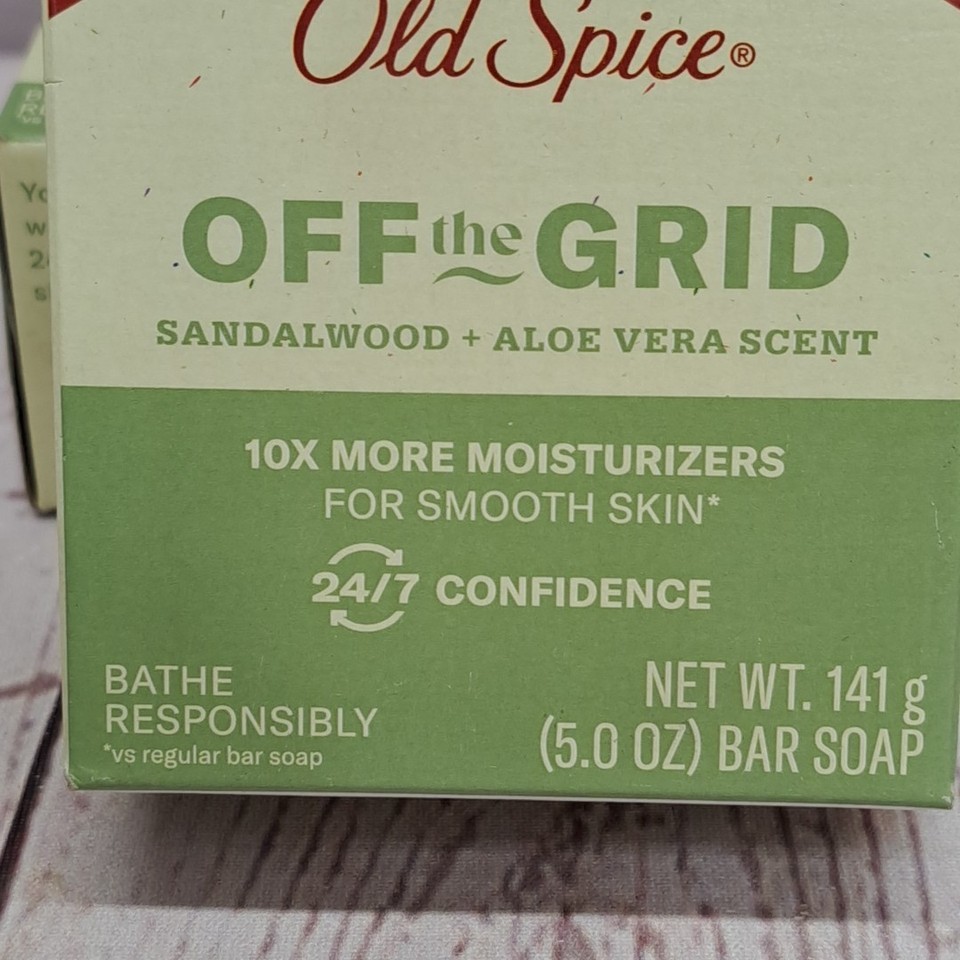 Old Spice®
OFF the GRID
SANDALWOOD + ALOE VERA SCENT
10X MORE MOISTURIZERS
FOR SMOOTH SKIN*
24/7 CONFIDENCE
BATHE
RESPONSIBLY
*vs regular bar soap
NET WT. 141 g
(5.0 OZ) BAR SOAP